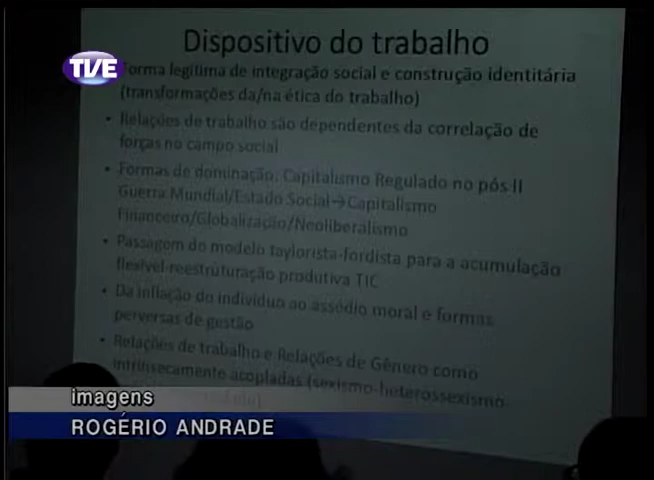 Dispositivo do trabalho
TVE
Forma legítima de integração social e construção identitária
(transformações da/na ética do trabalho)
• Relações de trabalho são dependentes da correlação de
forças no campo social
• Formas de dominação: Capitalismo Regulado no pós II
Guerra Mundial/Estado Social→Capitalismo
Financeiro/Globalização/Neoliberalismo
• Passagem do modelo taylorista-fordista para a acumulação
flexível-reestruturação produtiva TIC
• Da inflação do indivíduo ao assédio moral e formas
perversas de gestão
• Relações de trabalho e Relações de Gênero como
intrinsecamente acopladas (sexismo-heterossexismo
imagens
ROGÉRIO ANDRADE